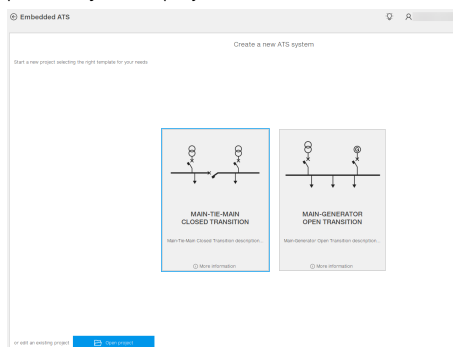 Embedded ATS
Create a new ATS system
Start a new project selecting the right template for your needs
MAIN-TIE-MAIN
CLOSED TRANSITION
Main-Tie-Main Closed Transition description...
More information
MAIN-GENERATOR
OPEN TRANSITION
Main-Generator Open Transition description...
More information
or edit an existing project
Open project